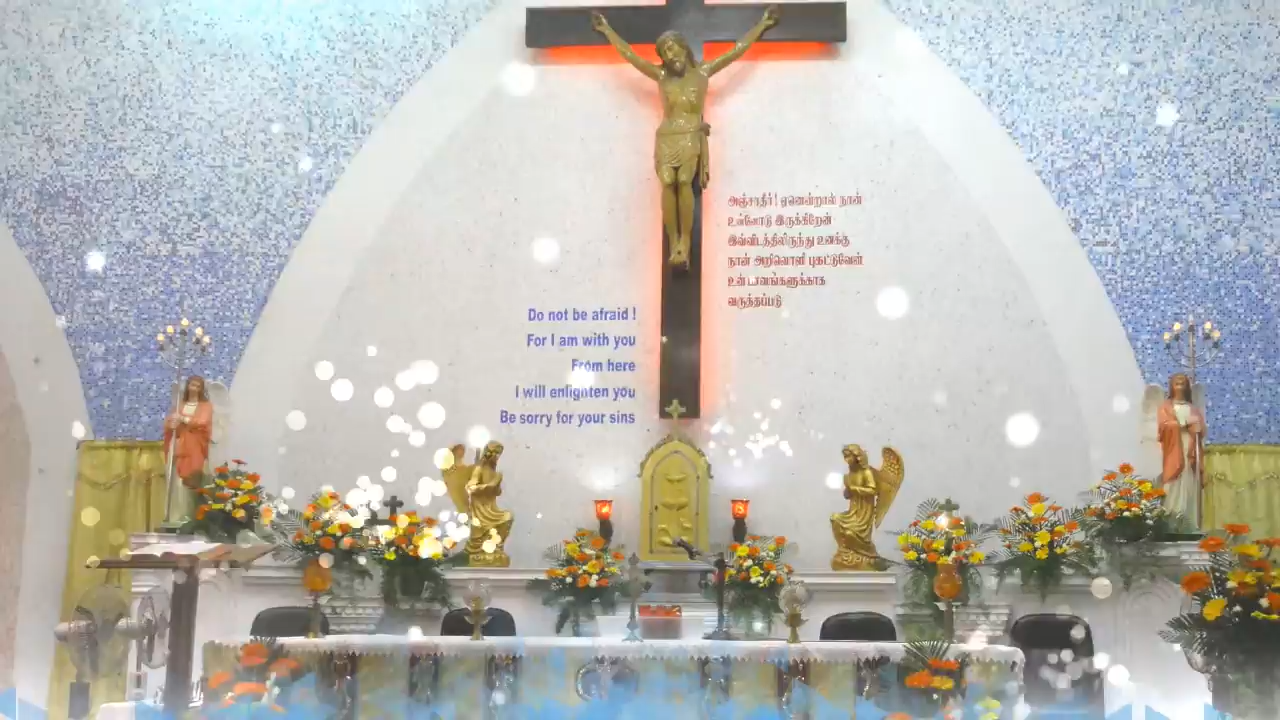 Do not be afraid !
For I am with you
From here
I will enlighten you
Be sorry for your sins
அஞ்சாதீர்! ஏனென்றால் நான்
உன்னோடு இருக்கிறேன்
இவ்விடத்திலிருந்து உனக்கு
நான் அறிவொளி புகட்டுவேன்
உன் பாவங்களுக்காக
வருத்தப்படு